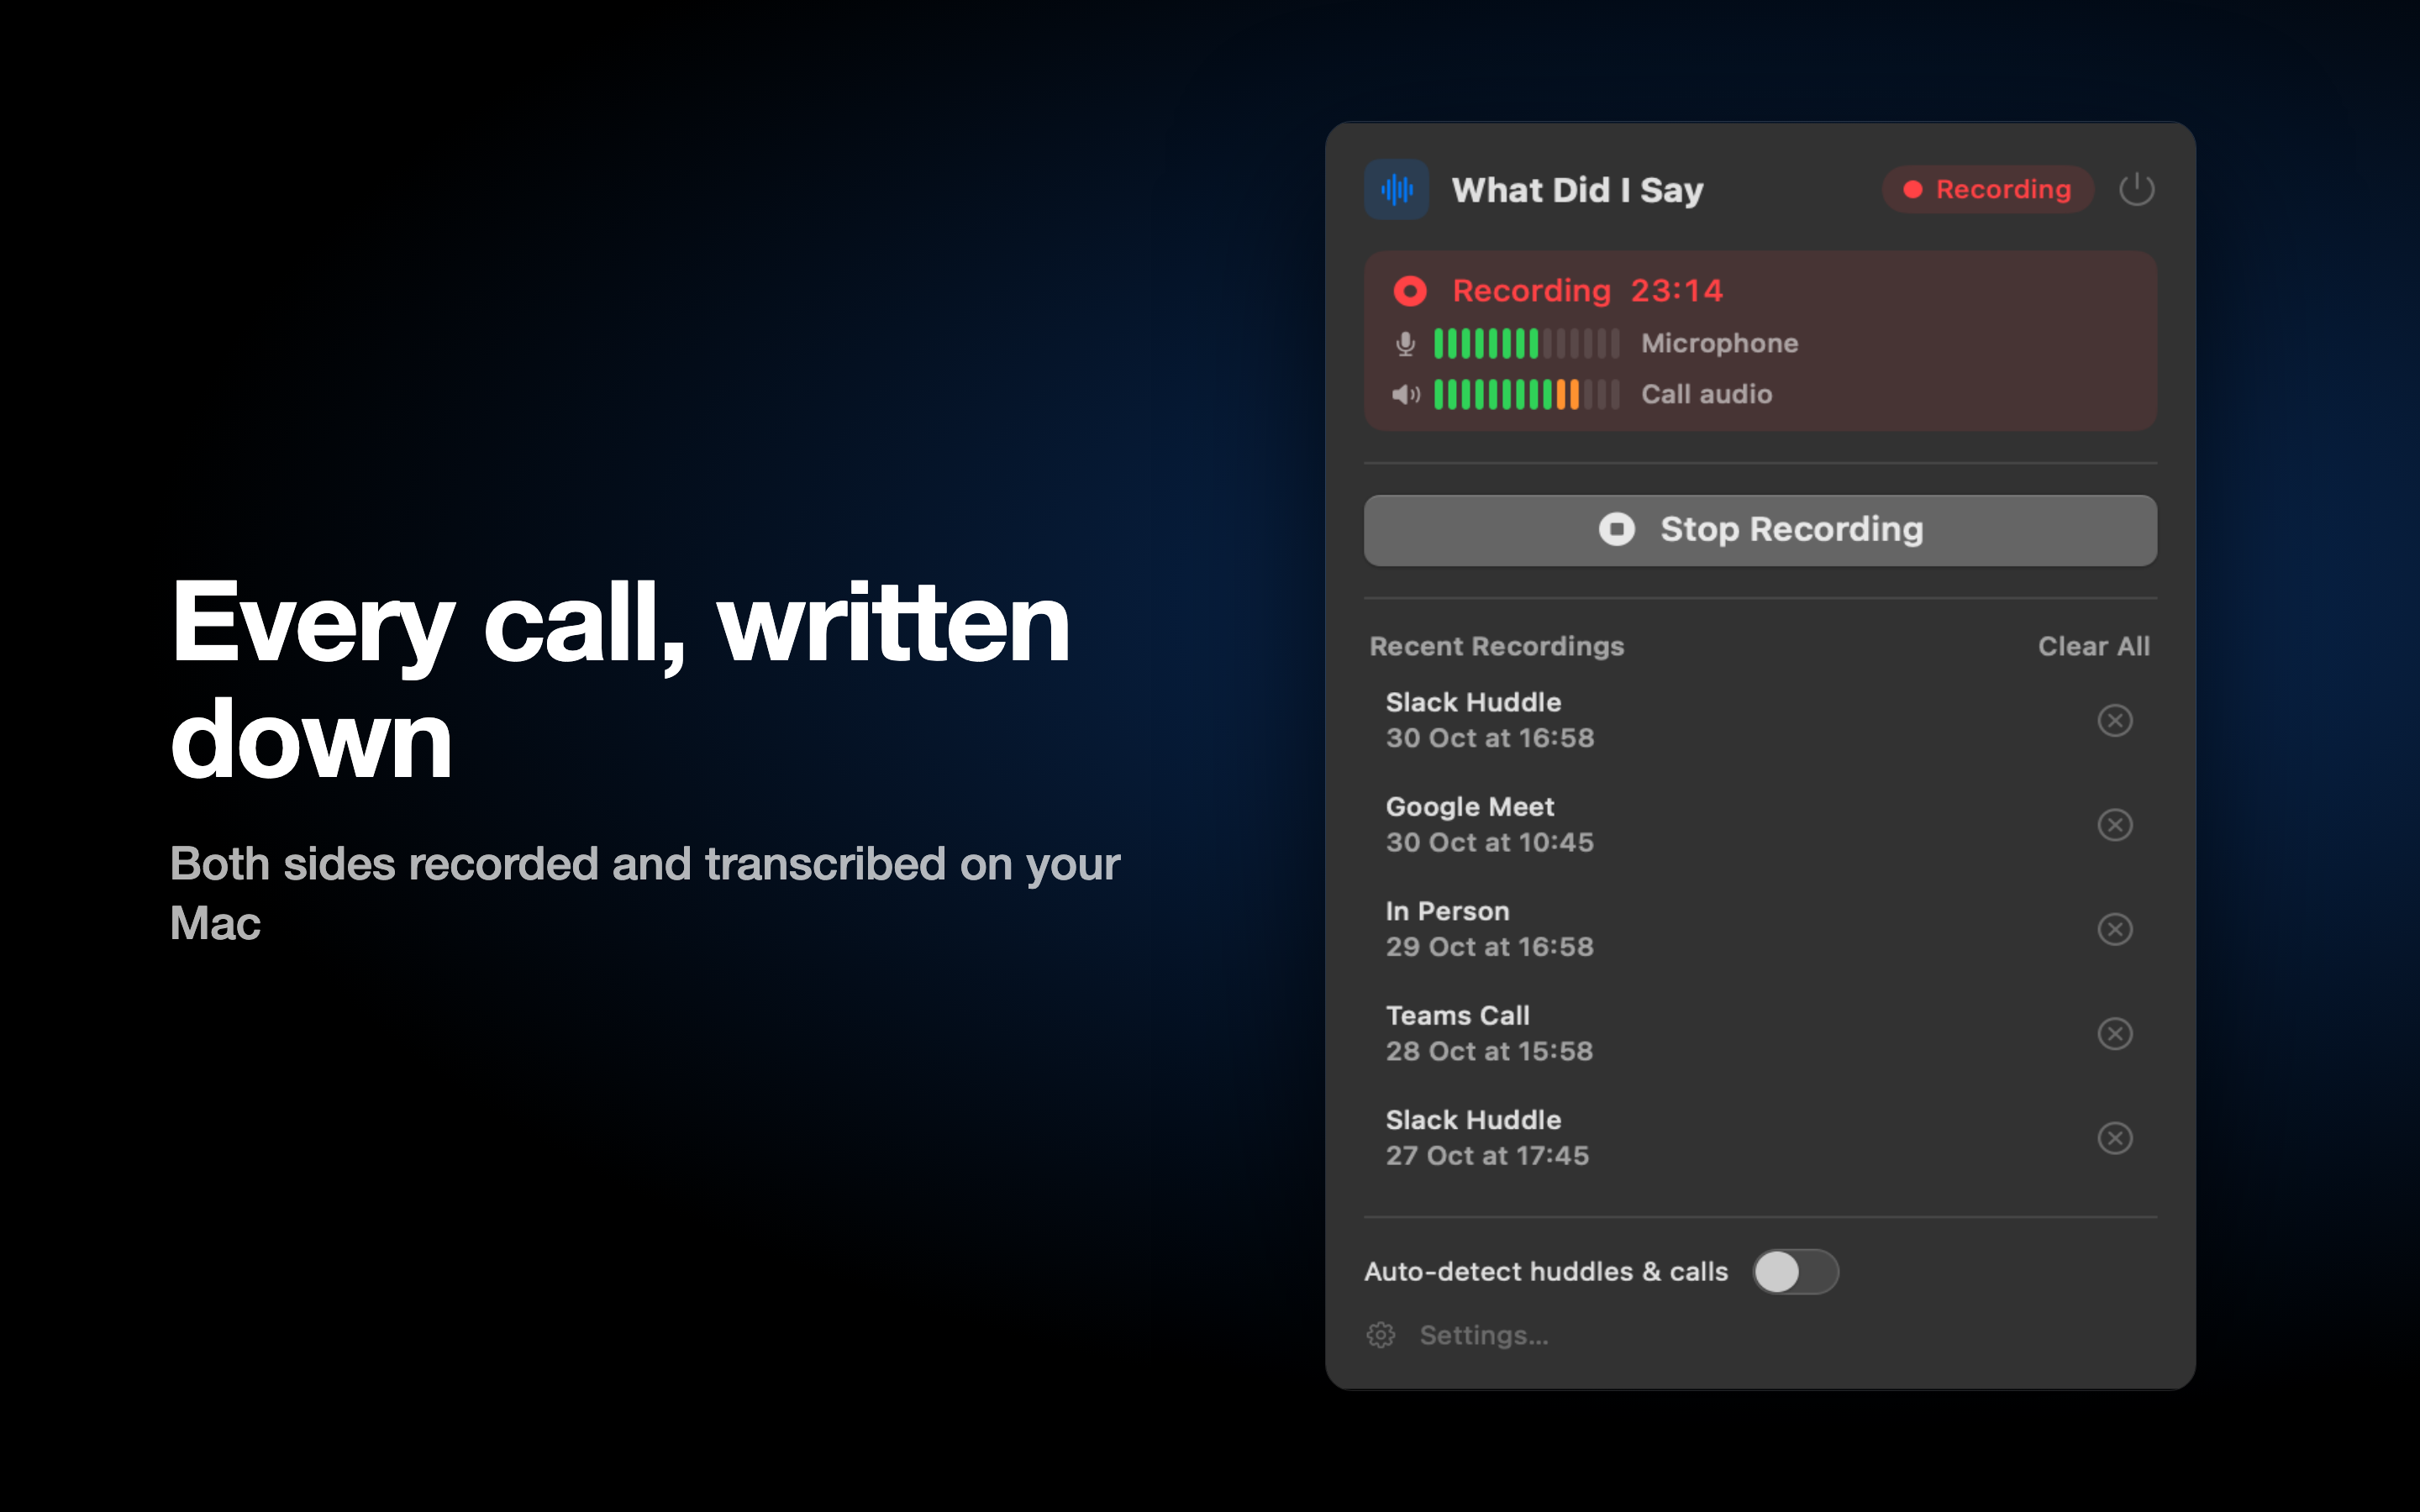 Every call, written
down
Both sides recorded and transcribed on your
Mac
What Did I Say
Recording
Recording 23:14
Microphone
Call audio
Stop Recording
Recent Recordings
Clear All
Slack Huddle
30 Oct at 16:58
Google Meet
30 Oct at 10:45
In Person
29 Oct at 16:58
Teams Call
28 Oct at 15:58
Slack Huddle
27 Oct at 17:45
Auto-detect huddles & calls
Settings...